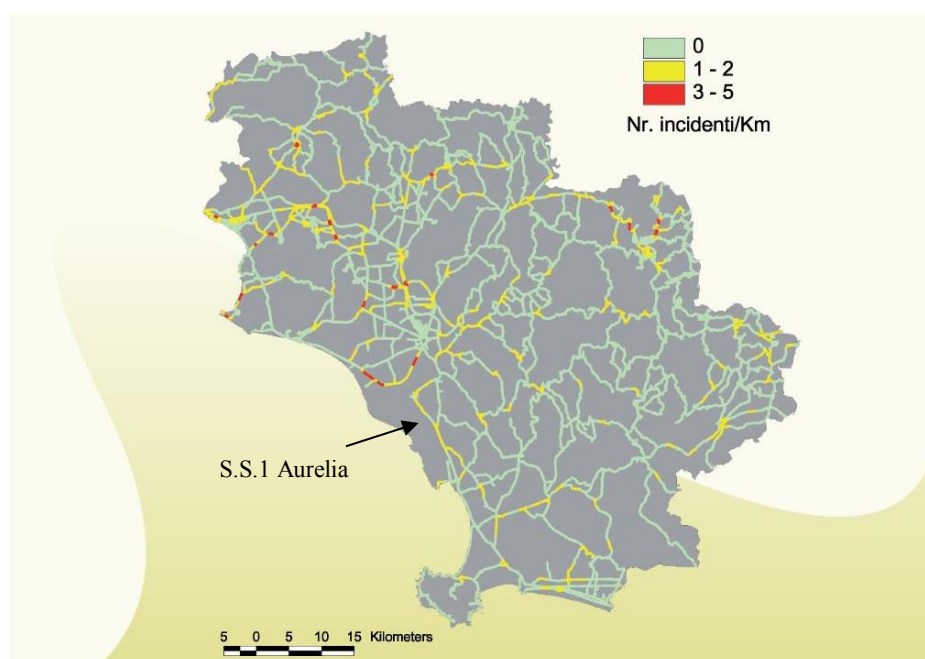 0
1 - 2
3 - 5
Nr. incidenti/Km
S.S.1 Aurelia
5 0 5 10 15 Kilometers